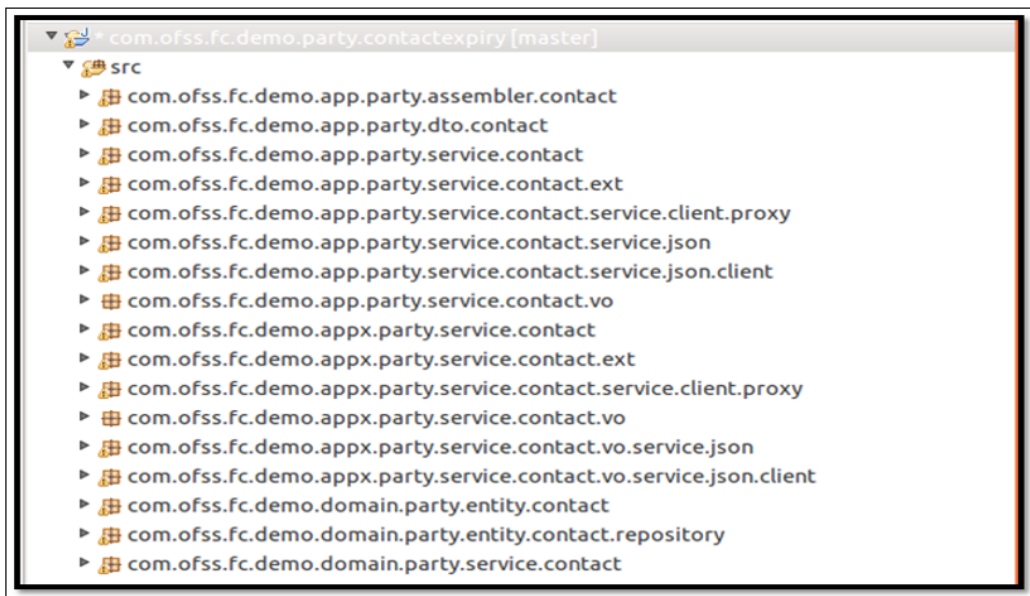 * com.ofss.fc.demo.party.contactexpiry [master]
src
com.ofss.fc.demo.app.party.assembler.contact
com.ofss.fc.demo.app.party.dto.contact
com.ofss.fc.demo.app.party.service.contact
com.ofss.fc.demo.app.party.service.contact.ext
com.ofss.fc.demo.app.party.service.contact.service.client.proxy
com.ofss.fc.demo.app.party.service.contact.service.json
com.ofss.fc.demo.app.party.service.contact.service.json.client
com.ofss.fc.demo.app.party.service.contact.vo
com.ofss.fc.demo.appx.party.service.contact
com.ofss.fc.demo.appx.party.service.contact.ext
com.ofss.fc.demo.appx.party.service.contact.service.client.proxy
com.ofss.fc.demo.appx.party.service.contact.vo
com.ofss.fc.demo.appx.party.service.contact.vo.service.json
com.ofss.fc.demo.appx.party.service.contact.vo.service.json.client
com.ofss.fc.demo.domain.party.entity.contact
com.ofss.fc.demo.domain.party.entity.contact.repository
com.ofss.fc.demo.domain.party.service.contact